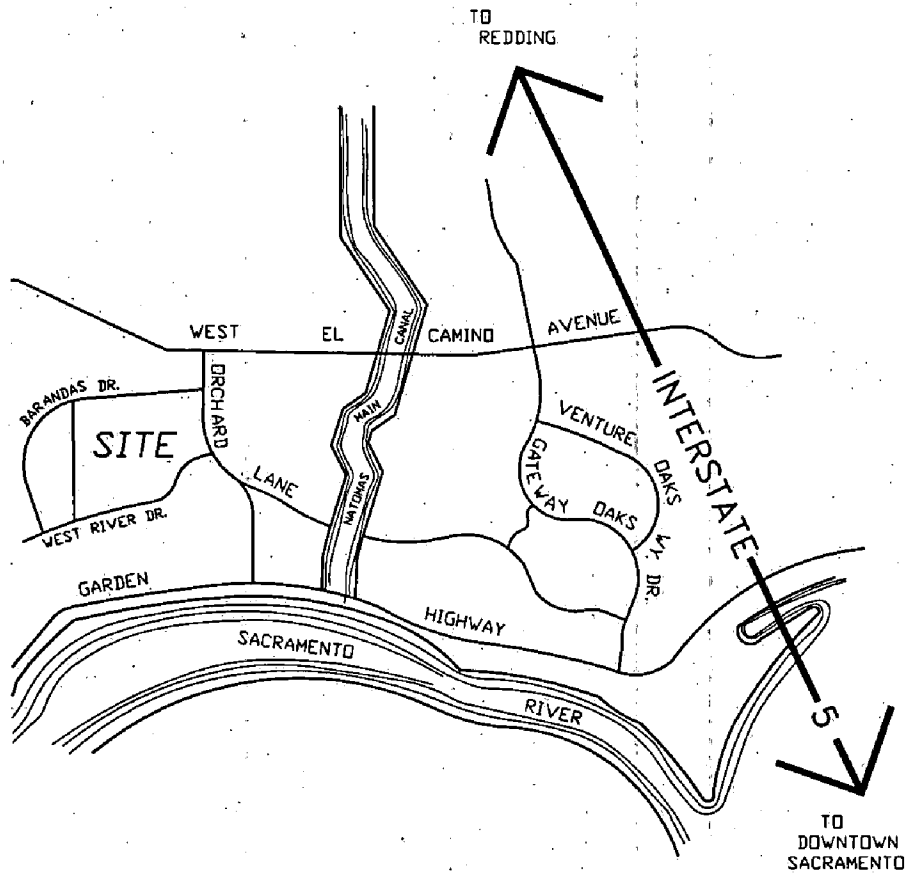 TO
REDDING
WEST EL CAMINO AVENUE
CANAL
MAIN
NATOMAS
BARANDAS DR.
ORCHARD
LANE
SITE
WEST RIVER DR.
VENTURE
OAKS
WY.
GATEWAY OAKS
DR.
INTERSTATE
5
GARDEN
HIGHWAY
SACRAMENTO
RIVER
TO
DOWNTOWN
SACRAMENTO